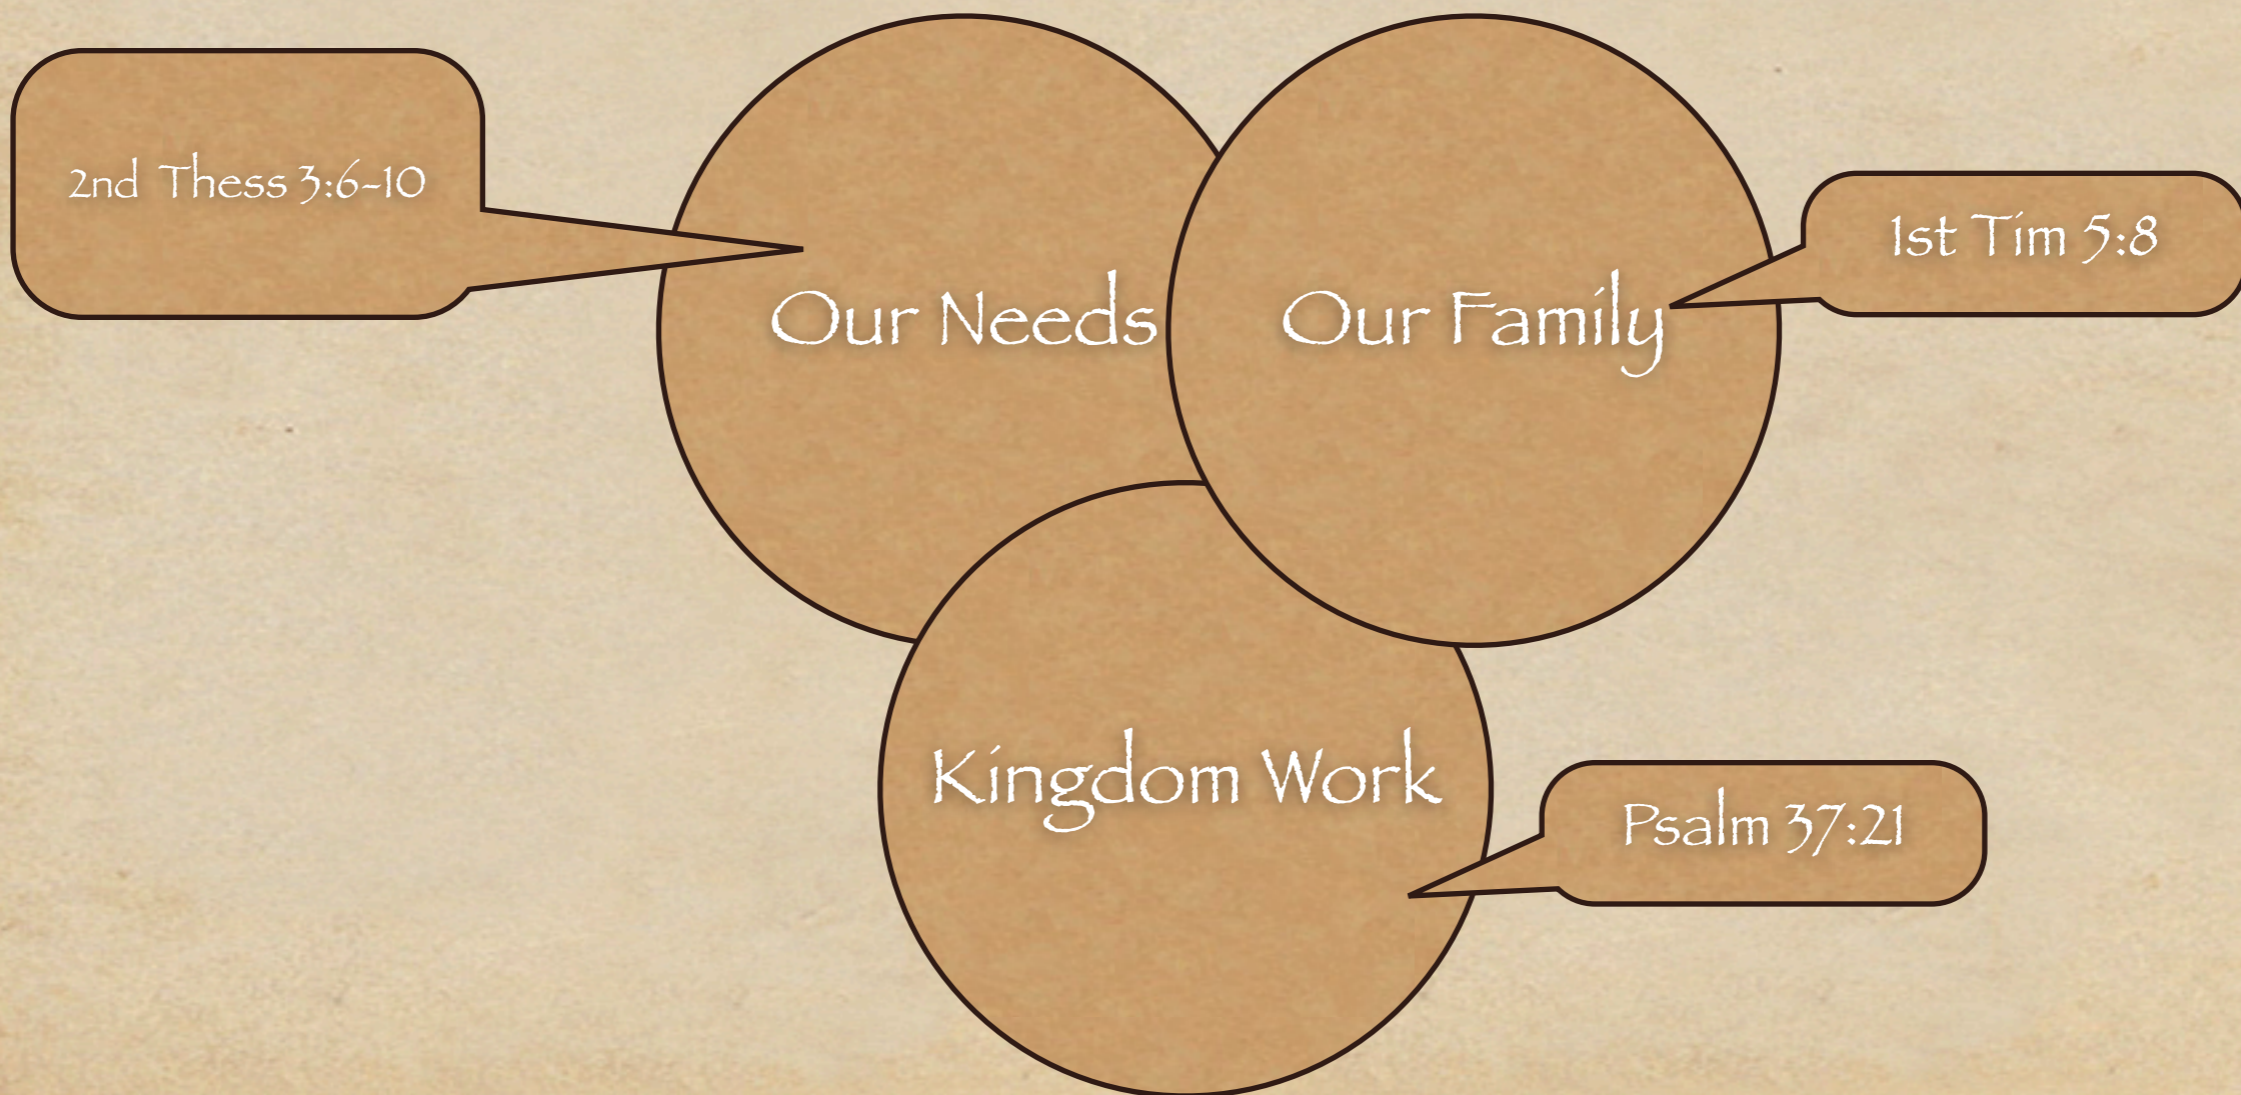 2nd Thess 3:6-10
1st Tim 5:8
Our Needs
Our Family
Kingdom Work
Psalm 37:21